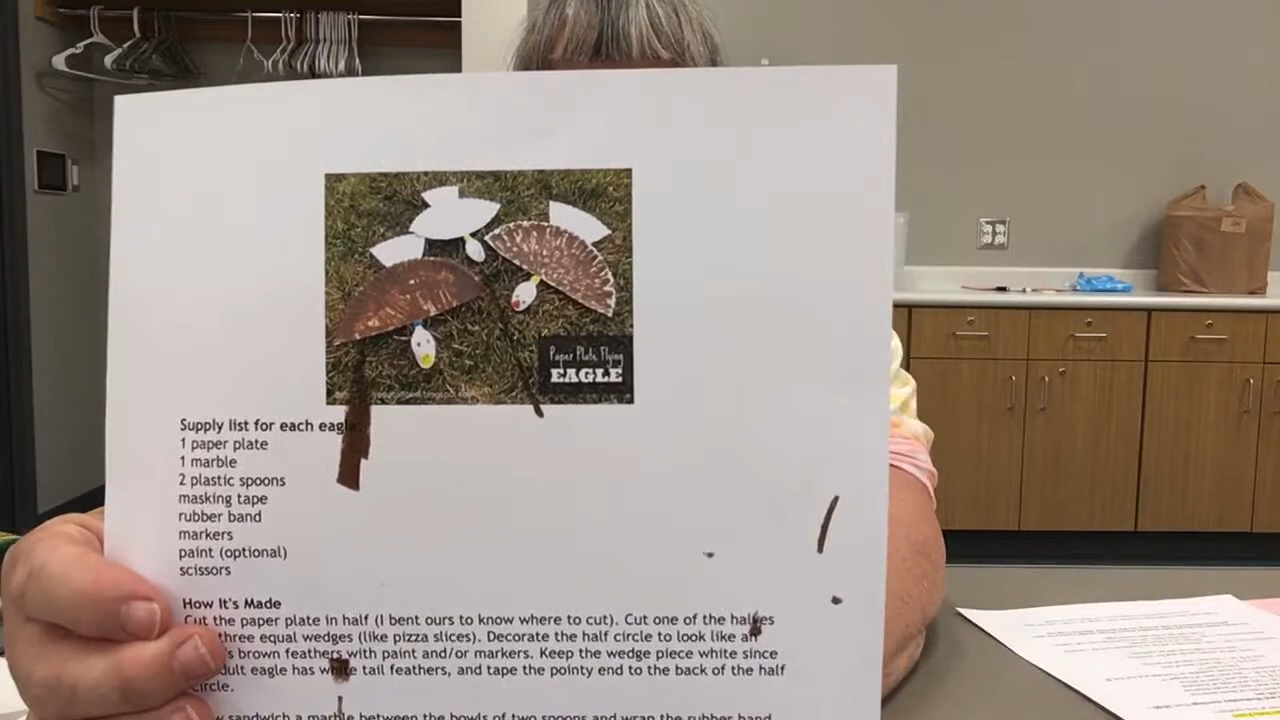 Paper Plate Flying
EAGLE
Supply list for each eagle:
1 paper plate
1 marble
2 plastic spoons
masking tape
rubber band
markers
paint (optional)
scissors
How It's Made
Cut the paper plate in half (I bent ours to know where to cut). Cut one of the halves
three equal wedges (like pizza slices). Decorate the half circle to look like an
's brown feathers with paint and/or markers. Keep the wedge piece white since
dult eagle has white tail feathers, and tape the pointy end to the back of the half
circle.
w sandwich a marble between the bowls of two spoons and wrap the rubber band